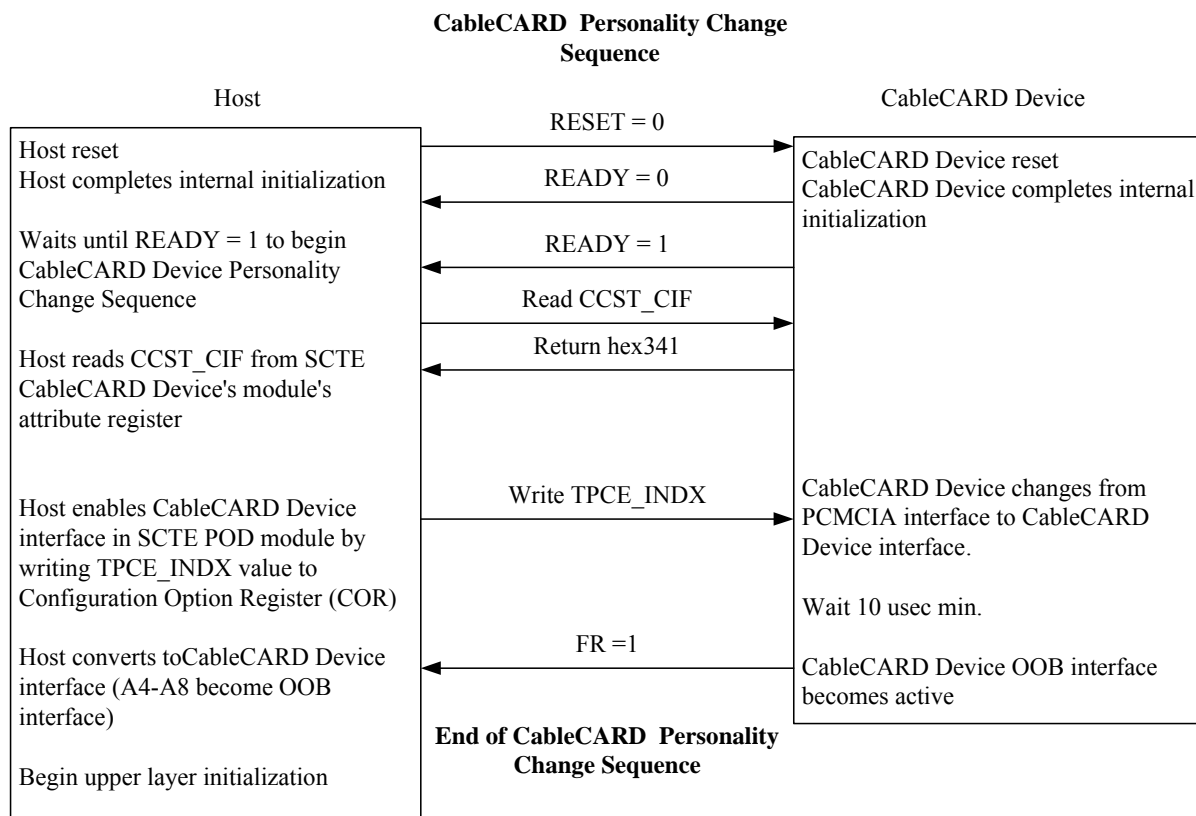 CableCARD Personality Change
Sequence
Host
CableCARD Device
RESET = 0
Host reset
Host completes internal initialization
CableCARD Device reset
CableCARD Device completes internal
initialization
READY = 0
Waits until READY = 1 to begin
CableCARD Device Personality
Change Sequence
READY = 1
Read CCST_CIF
Return hex341
Host reads CCST_CIF from SCTE
CableCARD Device's module's
attribute register
Host enables CableCARD Device
interface in SCTE POD module by
writing TPCE_INDX value to
Configuration Option Register (COR)
Write TPCE_INDX
CableCARD Device changes from
PCMCIA interface to CableCARD
Device interface.
Wait 10 usec min.
FR =1
Host converts toCableCARD Device
interface (A4-A8 become OOB
interface)
CableCARD Device OOB interface
becomes active
End of CableCARD Personality
Change Sequence
Begin upper layer initialization